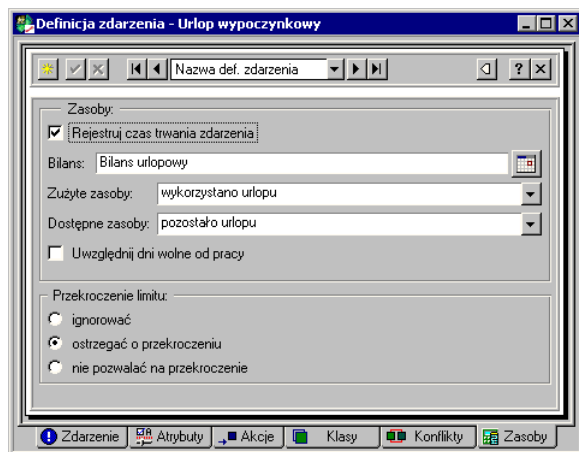 Definicja zdarzenia - Urlop wypoczynkowy
Nazwa def. zdarzenia
?
Zasoby:
Rejestruj czas trwania zdarzenia
Bilans: Bilans urlopowy
Zużyte zasoby: wykorzystano urlopu
Dostępne zasoby: pozostało urlopu
Uwzględnij dni wolne od pracy
Przekroczenie limitu:
ignorować
ostrzegać o przekroczeniu
nie pozwalać na przekroczenie
Zdarzenie Atrybuty Akcje Klasy Konflikty Zasoby